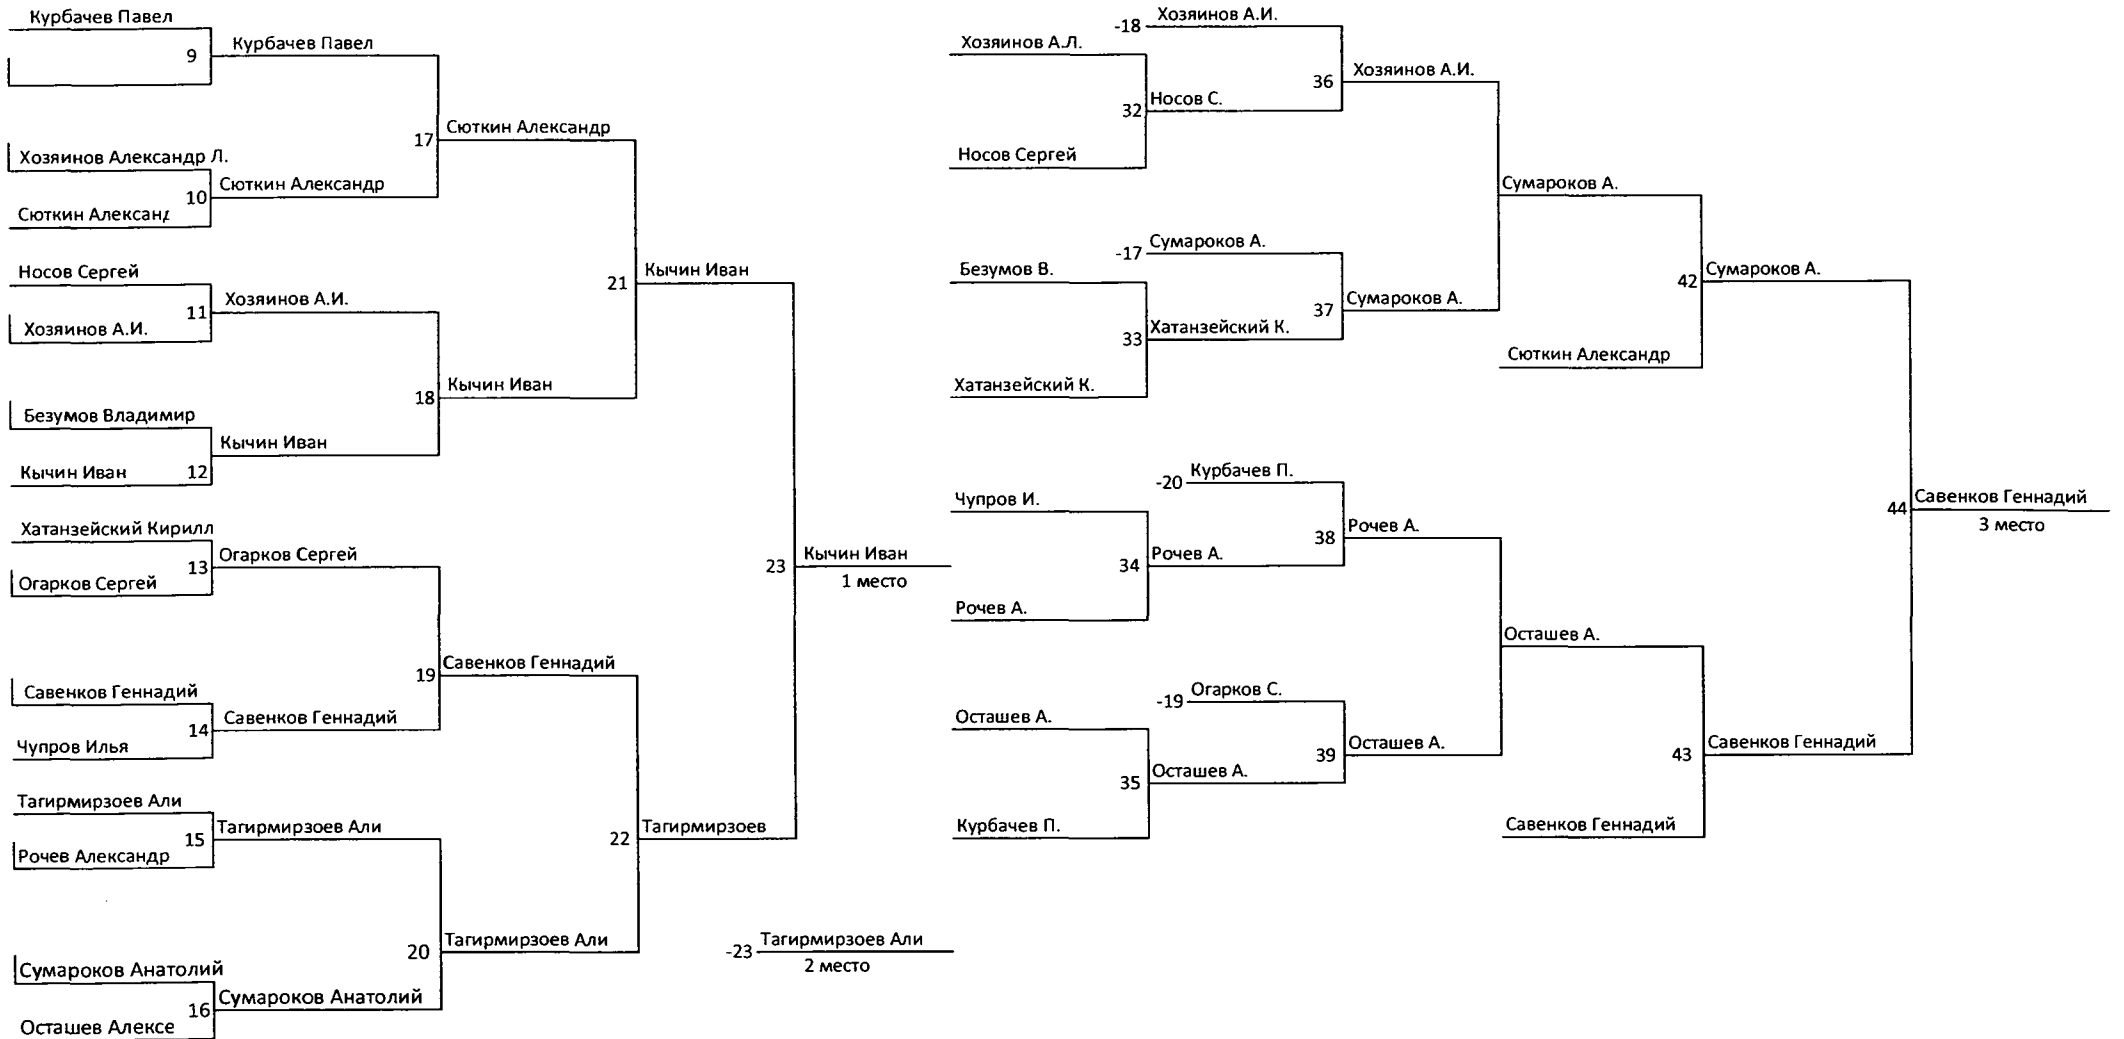 Курбачев Павел
9
Курбачев Павел
Хозяинов Александр Л.
10
Сюткин Александр
Сюткин Александ
17
Сюткин Александр
Носов Сергей
11
Хозяинов А.И.
Хозяинов А.И.
Безумов Владимир
12
Кычин Иван
Кычин Иван
18
Кычин Иван
21
Кычин Иван
Хатанзейский Кирилл
13
Огарков Сергей
Огарков Сергей
Савенков Геннадий
14
Савенков Геннадий
Чупров Илья
19
Савенков Геннадий
Тагирмирзоев Али
15
Тагирмирзоев Али
Рочев Александр
Сумароков Анатолий
16
Сумароков Анатолий
Осташев Алексе
20
Тагирмирзоев Али
22
Тагирмирзоев
23
Кычин Иван
1 место
-23
Тагирмирзоев Али
2 место
Хозяинов А.Л.
32
Носов С.
Носов Сергей
-18
Хозяинов А.И.
36
Хозяинов А.И.
Безумов В.
33
Хатанзейский К.
Хатанзейский К.
-17
Сумароков А.
37
Сумароков А.
Сумароков А.
42
Сумароков А.
Сюткин Александр
Чупров И.
34
Рочев А.
Рочев А.
-20
Курбачев П.
38
Рочев А.
Осташев А.
35
Осташев А.
Курбачев П.
-19
Огарков С.
39
Осташев А.
Осташев А.
43
Савенков Геннадий
Савенков Геннадий
44
Савенков Геннадий
3 место